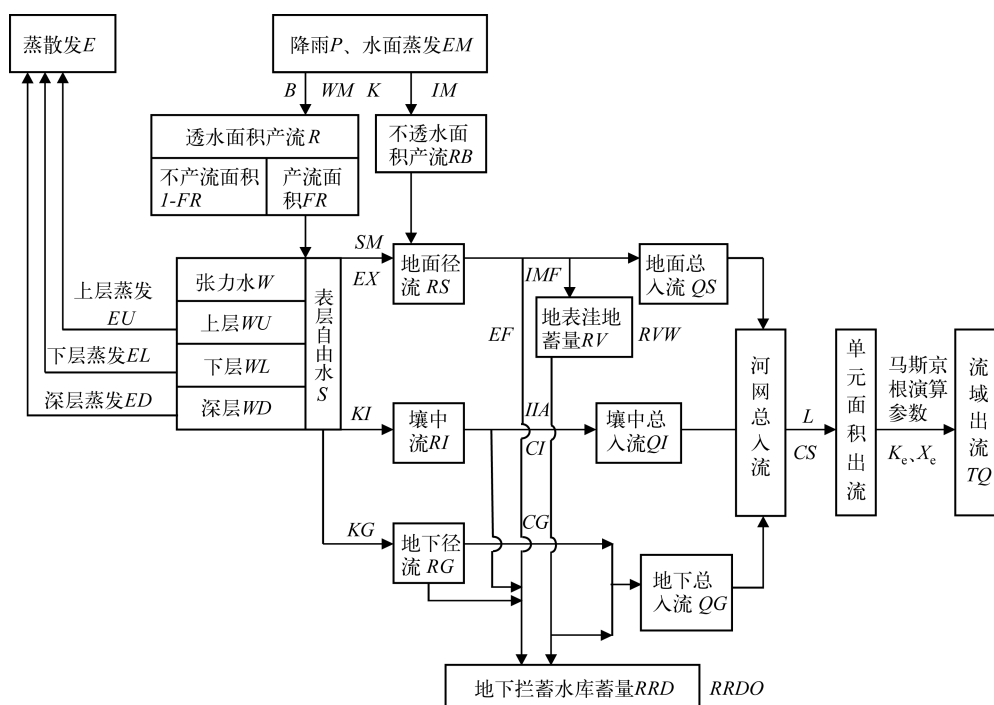 蒸散发E
降雨P、水面蒸发EM
B
WM
K
IM
透水面积产流R
不产流面积
1-FR
产流面
积FR
不透水面
积产流RB
张力水W
上层WU
下层WL
深层WD
表层自由水S
上层蒸发
EU
下层蒸发EL
深层蒸发ED
SM
EX
地面径
流 RS
IMF
EF
地表洼地
蓄量RV
RVW
地面总
入流 QS
KI
壤中
流RI
IIA
CI
壤中总
入流QI
KG
地下径
流 RG
CG
地下总
入流 QG
河网总入流
L
CS
单元面积出流
马斯京
根演算
参数
Ke、Xe
流域出流TQ
地下拦蓄水库蓄量RRD
RRDO